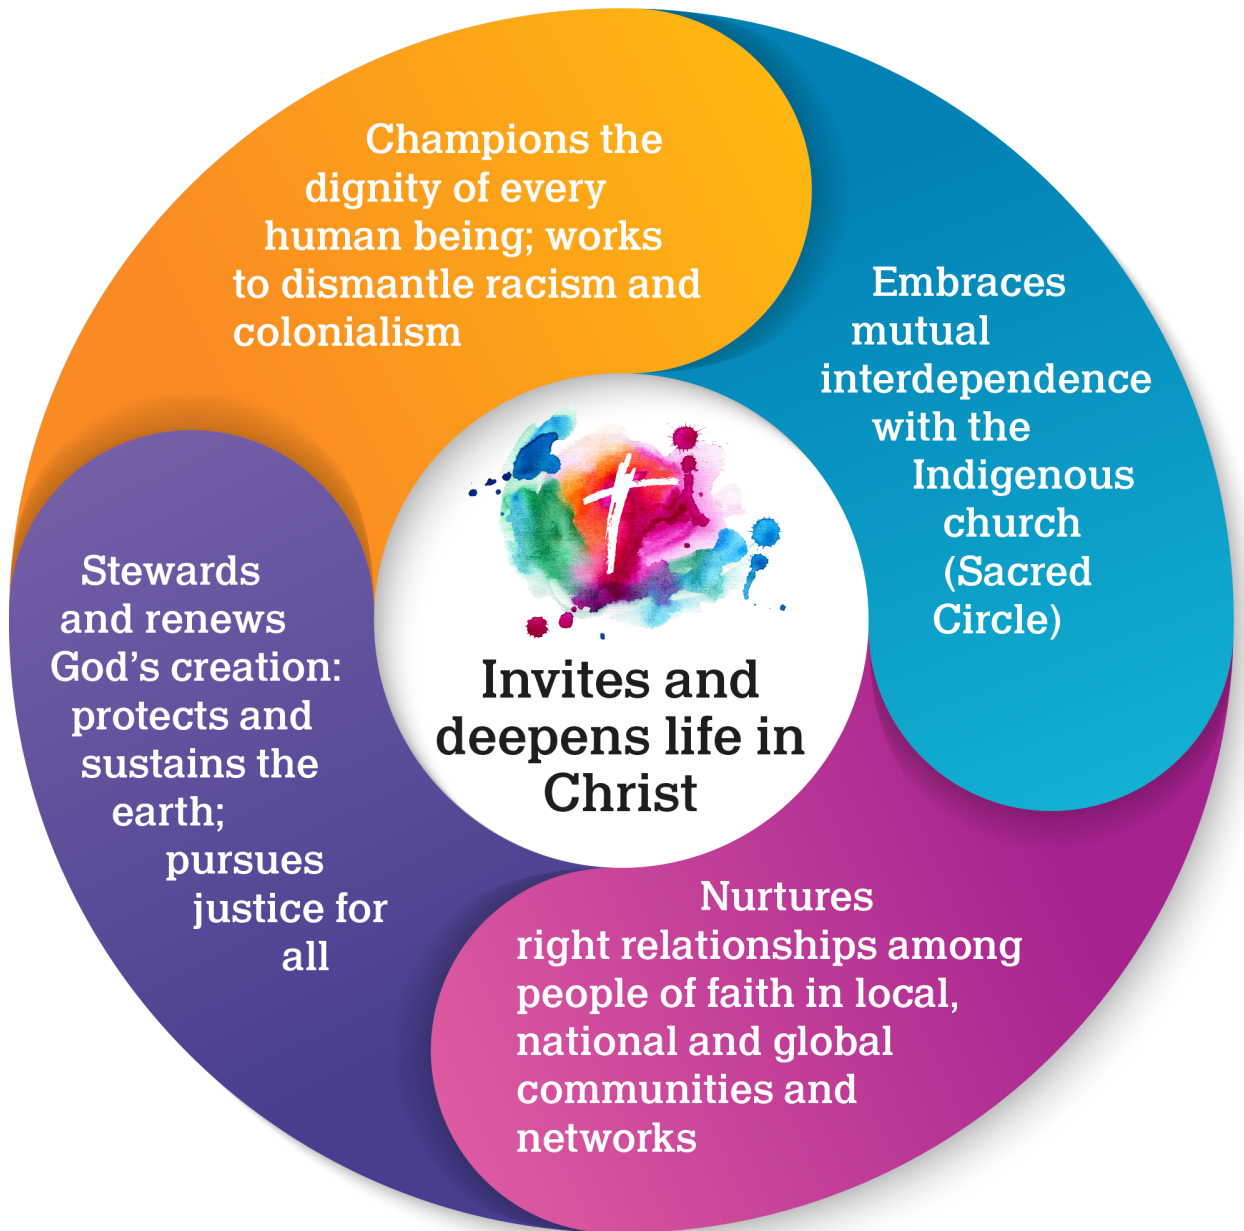 Champions the
dignity of every
human being; works
to dismantle racism and
colonialism
Embraces
mutual
interdependence
with the
Indigenous
church
(Sacred
Circle)
Nurtures
right relationships among
people of faith in local,
national and global
communities and
networks
Stewards
and renews
God’s creation:
protects and
sustains the
earth;
pursues
justice for
all
Invites and
deepens life in
Christ